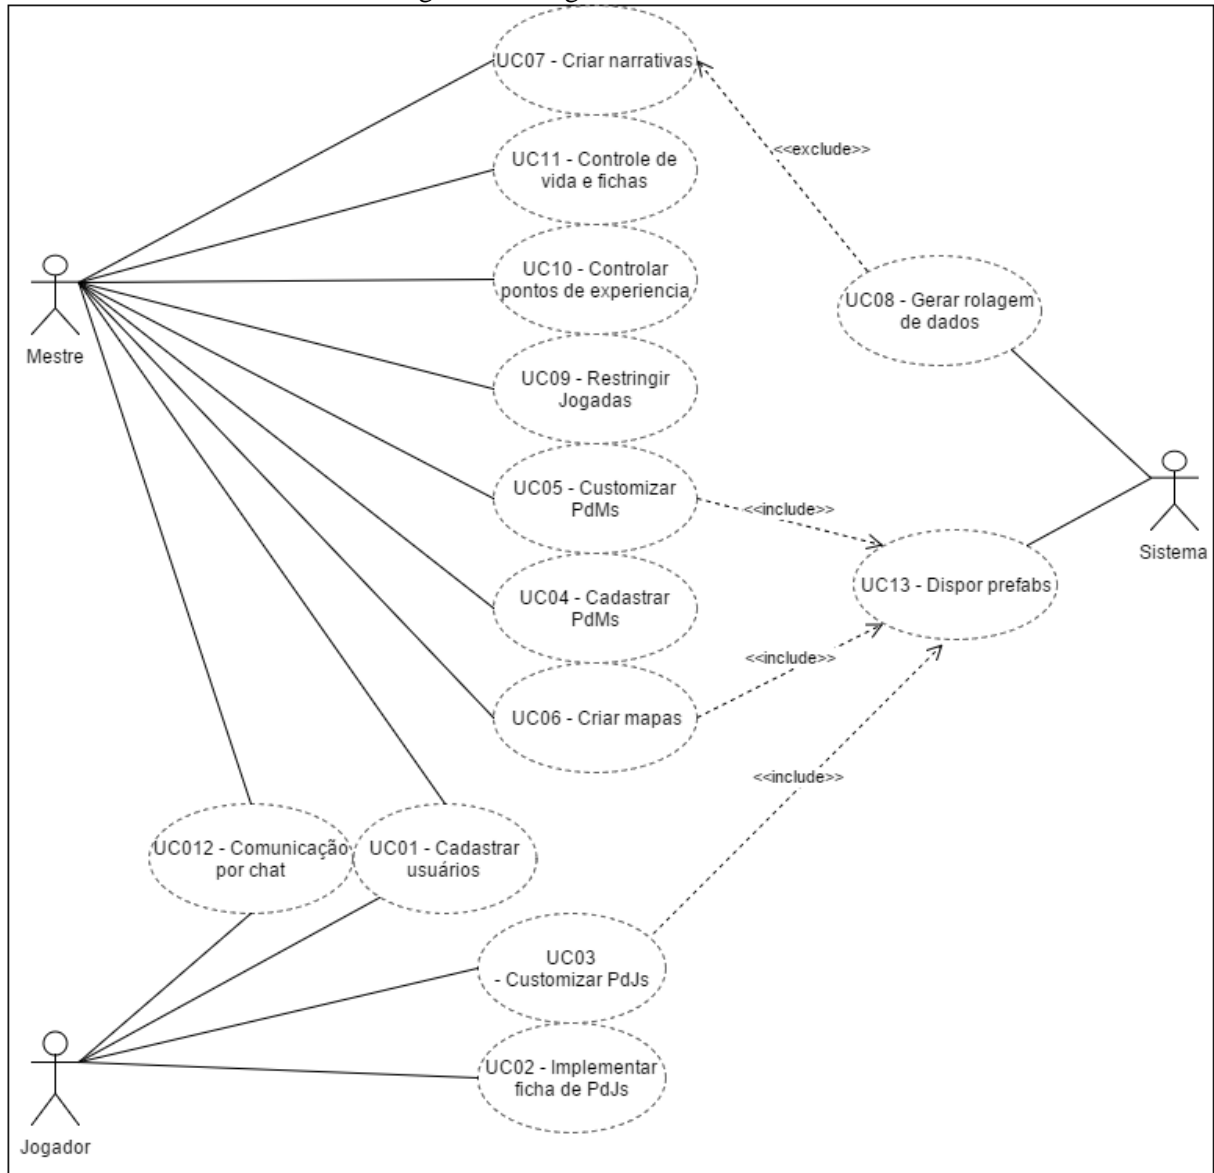 UC07 - Criar narrativas
<<exclude>>
UC11 - Controle de
vida e fichas
UC10 - Controlar
pontos de experiencia
UC08 - Gerar rolagem
de dados
Mestre
UC09 - Restringir
Jogadas
UC05 - Customizar
PdMs
<<include>>
Sistema
UC13 - Dispor prefabs
UC04 - Cadastrar
PdMs
<<include>>
UC06 - Criar mapas
<<include>>
UC012 - Comunicação
por chat
UC01 - Cadastrar
usuários
UC03
- Customizar PdJs
UC02 - Implementar
ficha de PdJs
Jogador